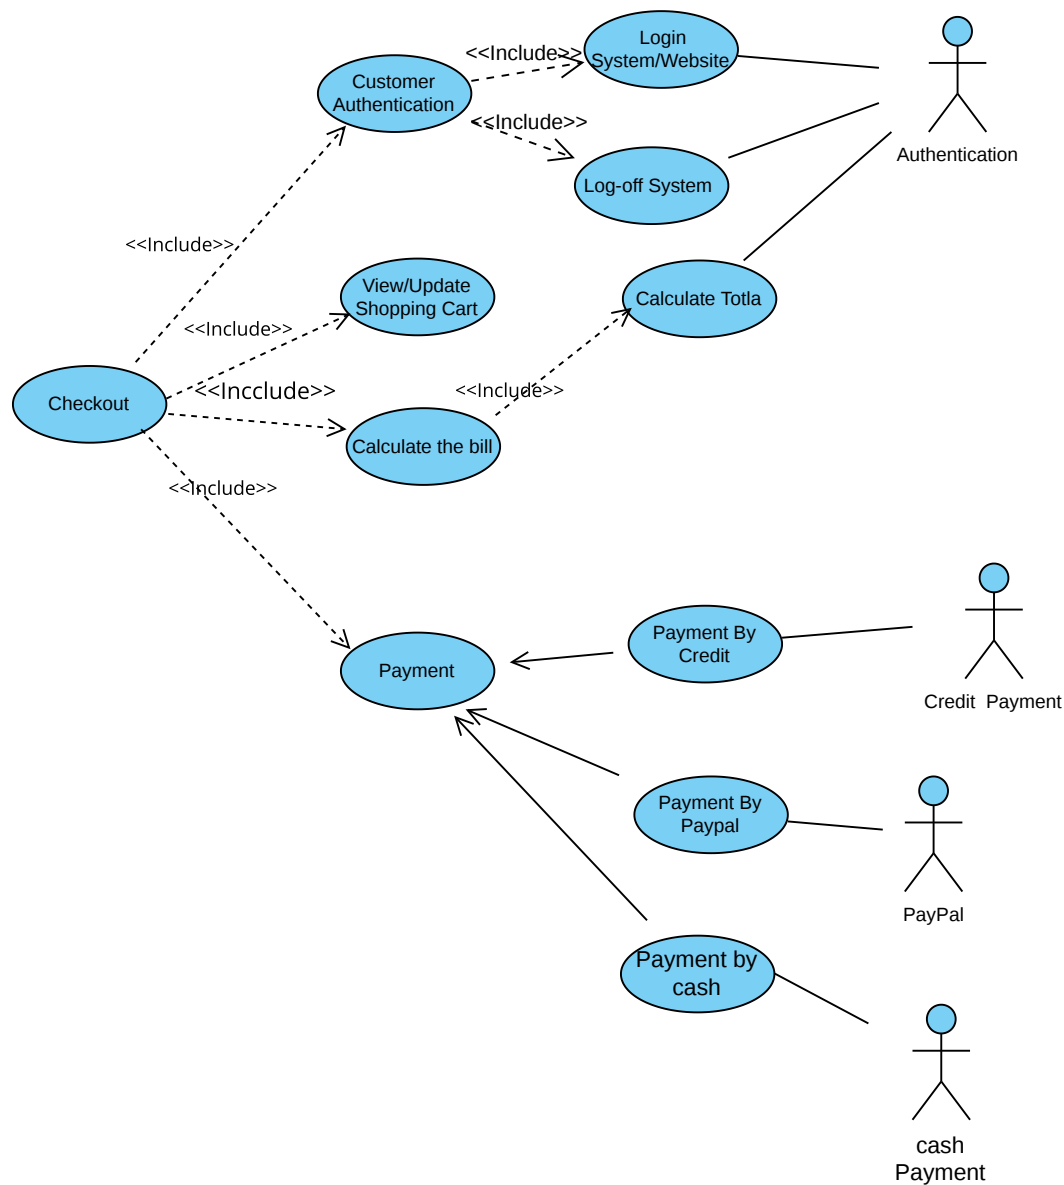 Login
System/Website
<<Include>>
Customer
Authentication
<<Include>>
Authentication
Log-off System
<<Include>>
View/Update
Shopping Cart
Calculate Totla
<<Include>>
<<Incclude>>
<<Include>>
Checkout
Calculate the bill
<<Include>>
Payment By
Credit
Payment
Credit  Payment
Payment By
Paypal
PayPal
Payment by
cash
cash
Payment